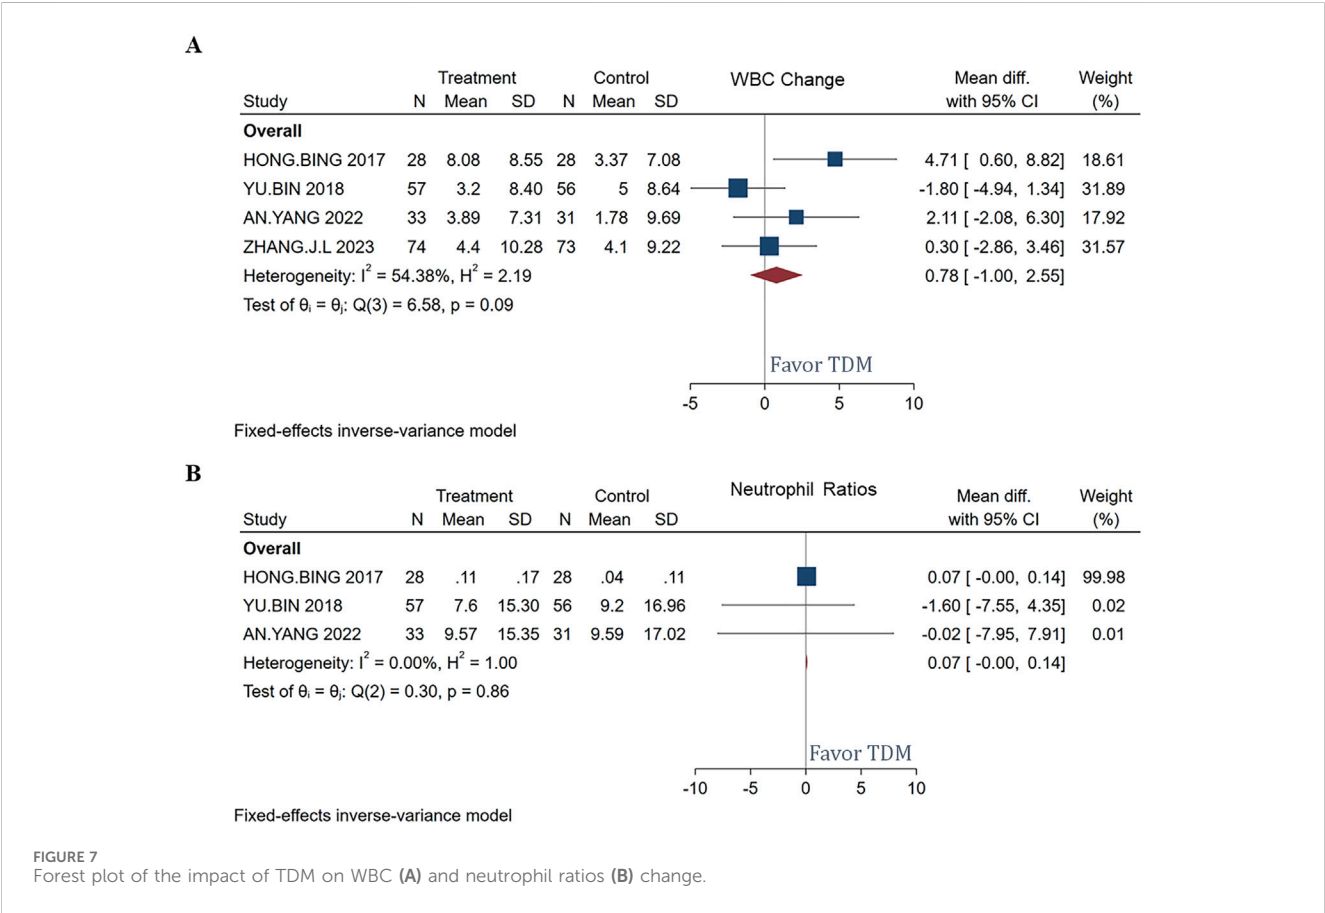 A
Treatment Control WBC Change Mean diff. Weight
Study N Mean SD N Mean SD with 95% CI (%)
Overall
HONG.BING 2017 28 8.08 8.55 28 3.37 7.08 4.71 [ 0.60, 8.82] 18.61
YU.BIN 2018 57 3.2 8.40 56 5 8.64 -1.80 [ -4.94, 1.34] 31.89
AN.YANG 2022 33 3.89 7.31 31 1.78 9.69 2.11 [ -2.08, 6.30] 17.92
ZHANG.J.L 2023 74 4.4 10.28 73 4.1 9.22 0.30 [ -2.86, 3.46] 31.57
Heterogeneity: I² = 54.38%, H² = 2.19 0.78 [ -1.00, 2.55]
Test of θᵢ = θⱼ: Q(3) = 6.58, p = 0.09
Favor TDM
-5 0 5 10
Fixed-effects inverse-variance model
B
Treatment Control Neutrophil Ratios Mean diff. Weight
Study N Mean SD N Mean SD with 95% CI (%)
Overall
HONG.BING 2017 28 .11 .17 28 .04 .11 0.07 [ -0.00, 0.14] 99.98
YU.BIN 2018 57 7.6 15.30 56 9.2 16.96 -1.60 [ -7.55, 4.35] 0.02
AN.YANG 2022 33 9.57 15.35 31 9.59 17.02 -0.02 [ -7.95, 7.91] 0.01
Heterogeneity: I² = 0.00%, H² = 1.00 0.07 [ -0.00, 0.14]
Test of θᵢ = θⱼ: Q(2) = 0.30, p = 0.86
Favor TDM
-10 -5 0 5 10
Fixed-effects inverse-variance model
FIGURE 7
Forest plot of the impact of TDM on WBC (A) and neutrophil ratios (B) change.